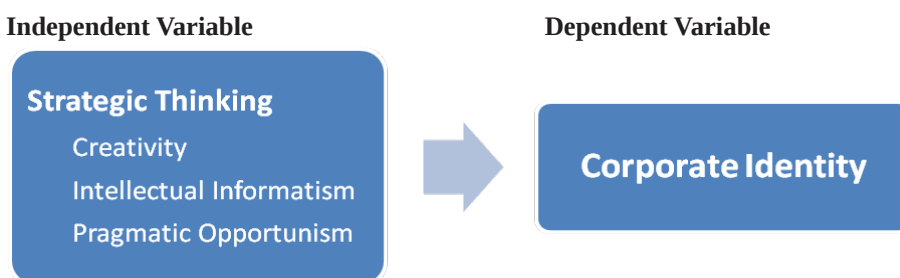 Independent Variable
Dependent Variable
Strategic Thinking
Creativity
Intellectual Informatism
Pragmatic Opportunism
Corporate Identity